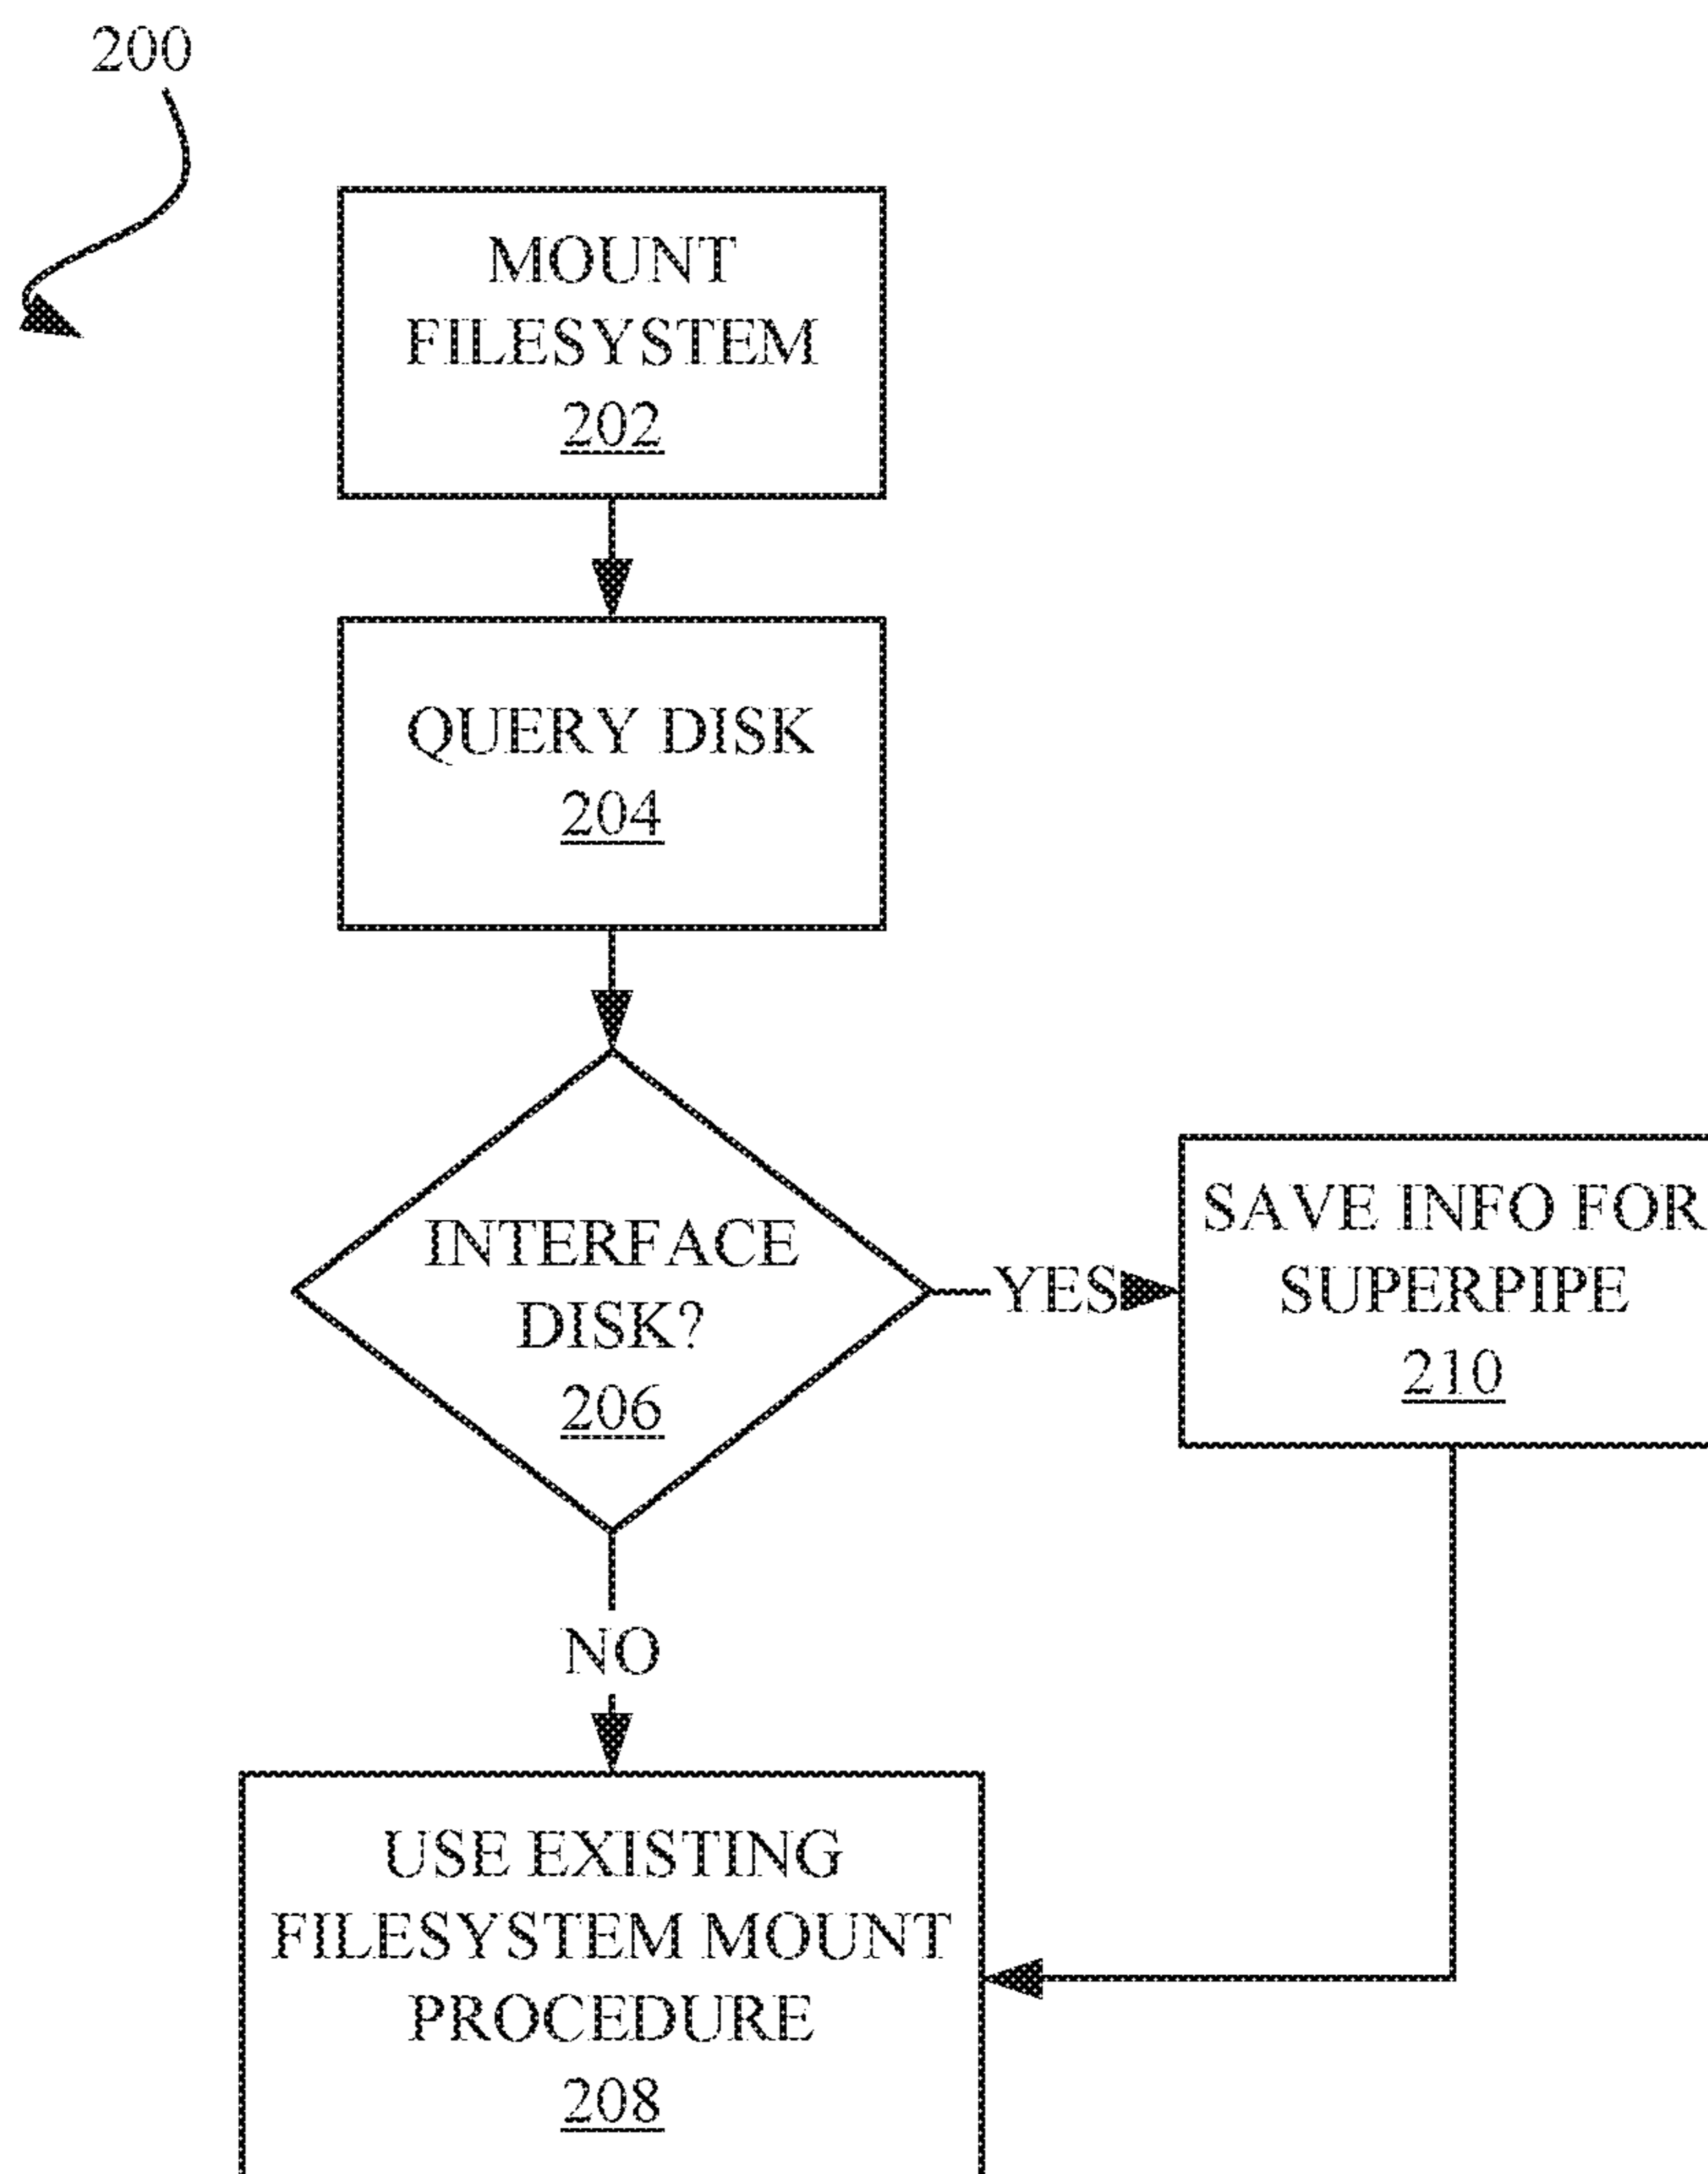 200
MOUNT
FILESYSTEM
202
QUERY DISK
204
INTERFACE
DISK?
206
YES
SAVE INFO FOR
SUPERPIPE
210
NO
USE EXISTING
FILESYSTEM MOUNT
PROCEDURE
208